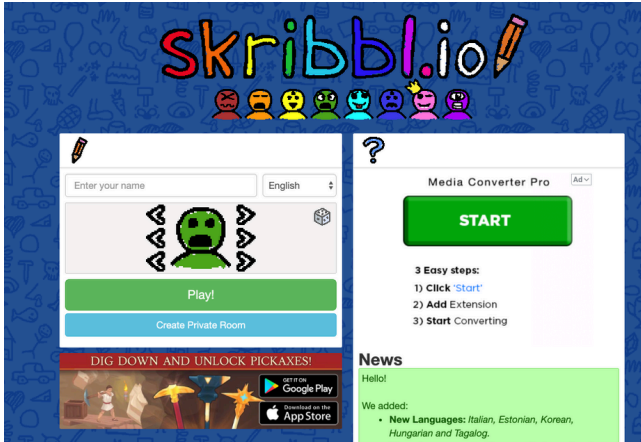 skribbl.io
Enter your name
English
Play!
Create Private Room
DIG DOWN AND UNLOCK PICKAXES!
GET IT ON
Google Play
Download on the
App Store
?
Media Converter Pro
Ad
START
3 Easy steps:
1) Click 'Start'
2) Add Extension
3) Start Converting
News
Hello!
We added:
• New Languages: Italian, Estonian, Korean,
Hungarian and Tagalog.